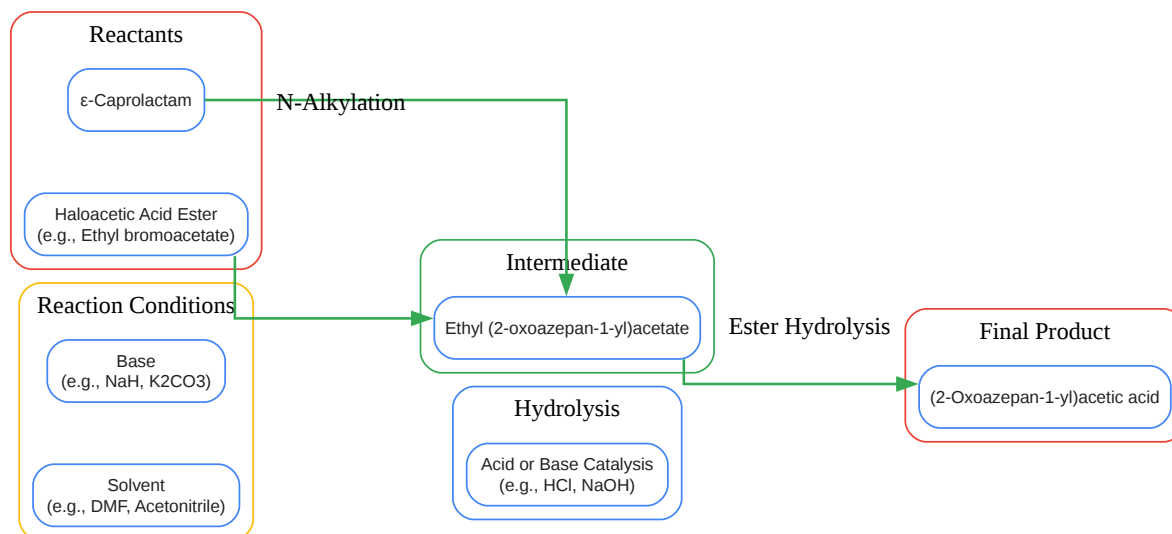 Reactants
ε-Caprolactam
N-Alkylation
Haloacetic Acid Ester
(e.g., Ethyl bromoacetate)
Reaction Conditions
Base
(e.g., NaH, K2CO3)
Solvent
(e.g., DMF, Acetonitrile)
Intermediate
Ethyl (2-oxoazepan-1-yl)acetate
Ester Hydrolysis
Hydrolysis
Acid or Base Catalysis
(e.g., HCl, NaOH)
Final Product
(2-Oxoazepan-1-yl)acetic acid